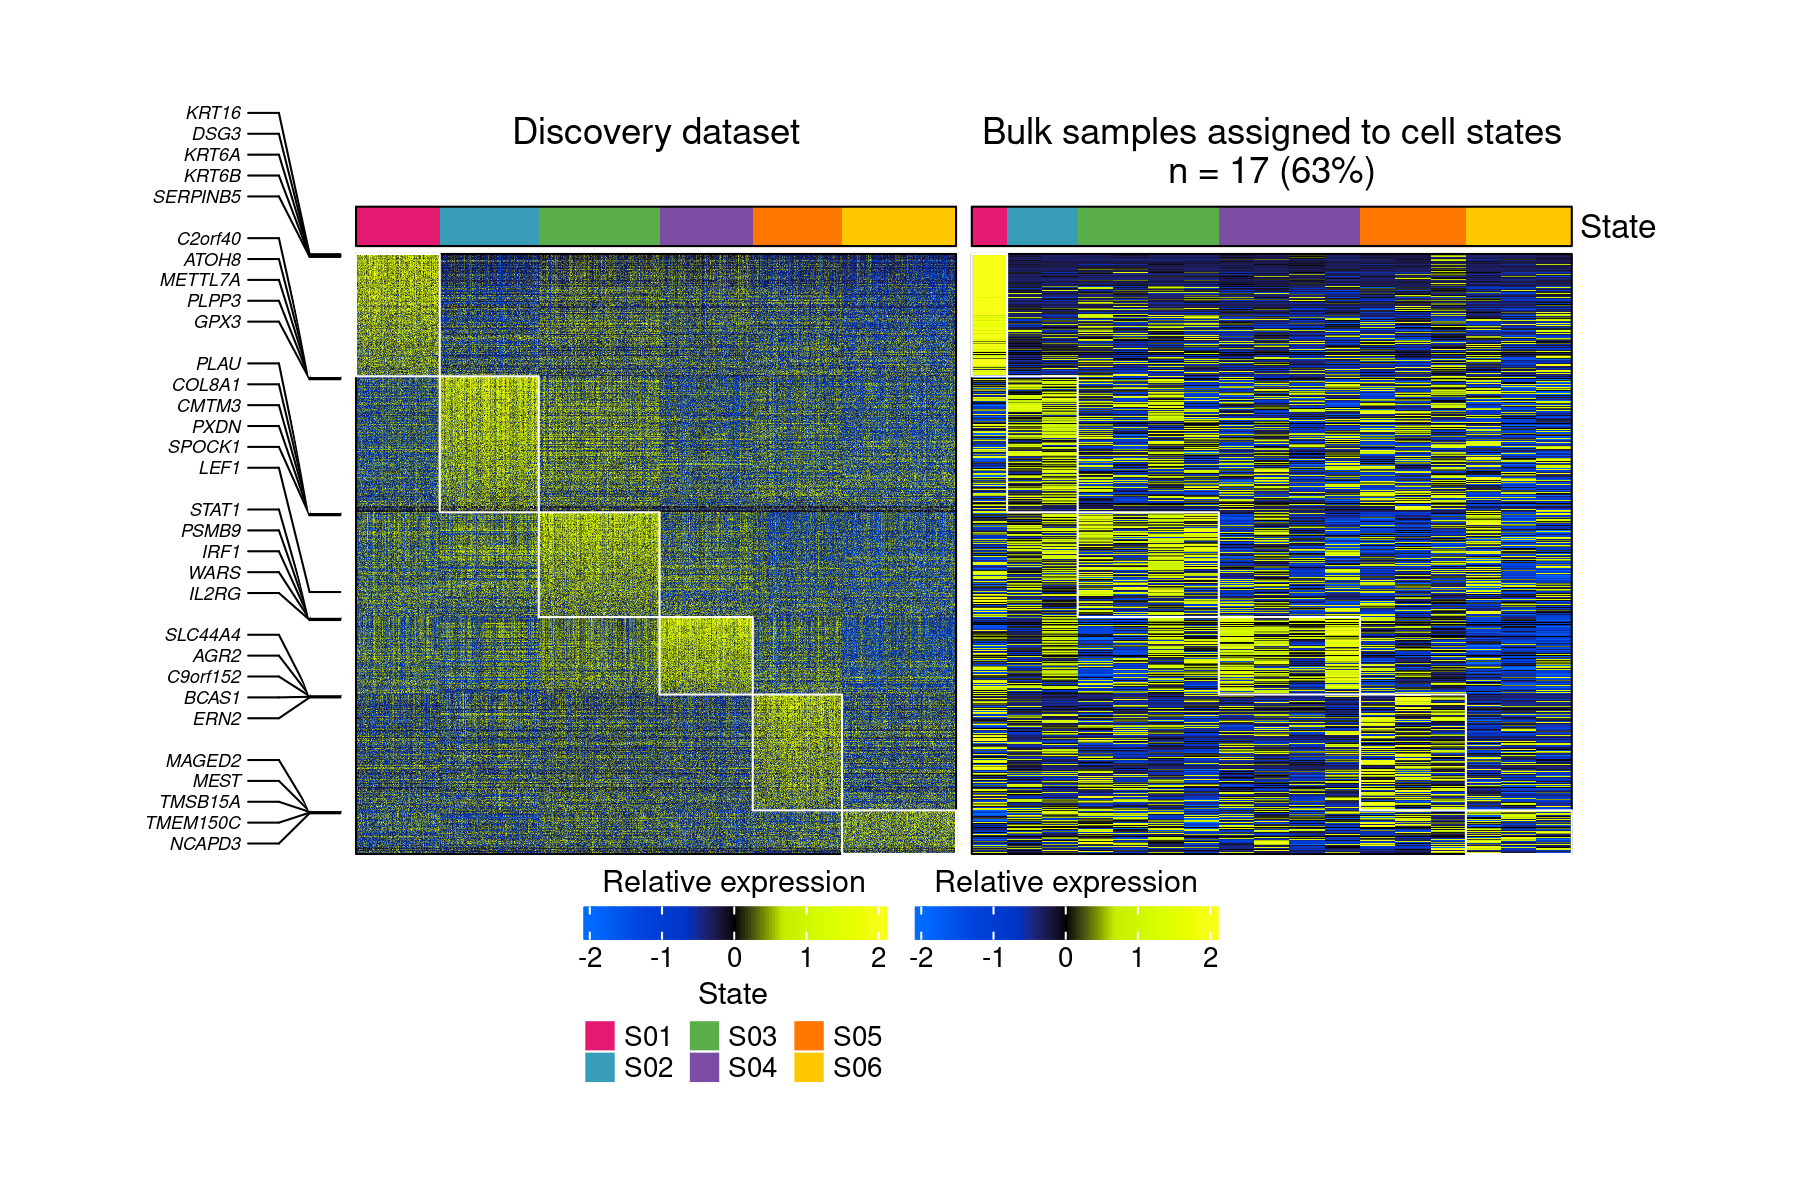 Discovery dataset
Bulk samples assigned to cell states
n = 17 (63%)
State
KRT16
DSG3
KRT6A
KRT6B
SERPINB5
C2orf40
ATOH8
METTL7A
PLPP3
GPX3
PLAU
COL8A1
CMTM3
PXDN
SPOCK1
LEF1
STAT1
PSMB9
IRF1
WARS
IL2RG
SLC44A4
AGR2
C9orf152
BCAS1
ERN2
MAGED2
MEST
TMSB15A
TMEM150C
NCAPD3
Relative expression
-2 -1 0 1 2
Relative expression
-2 -1 0 1 2
State
S01 S03 S05
S02 S04 S06